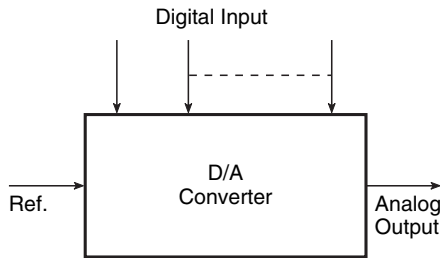 Digital Input
D/A
Converter
Ref.
Analog
Output